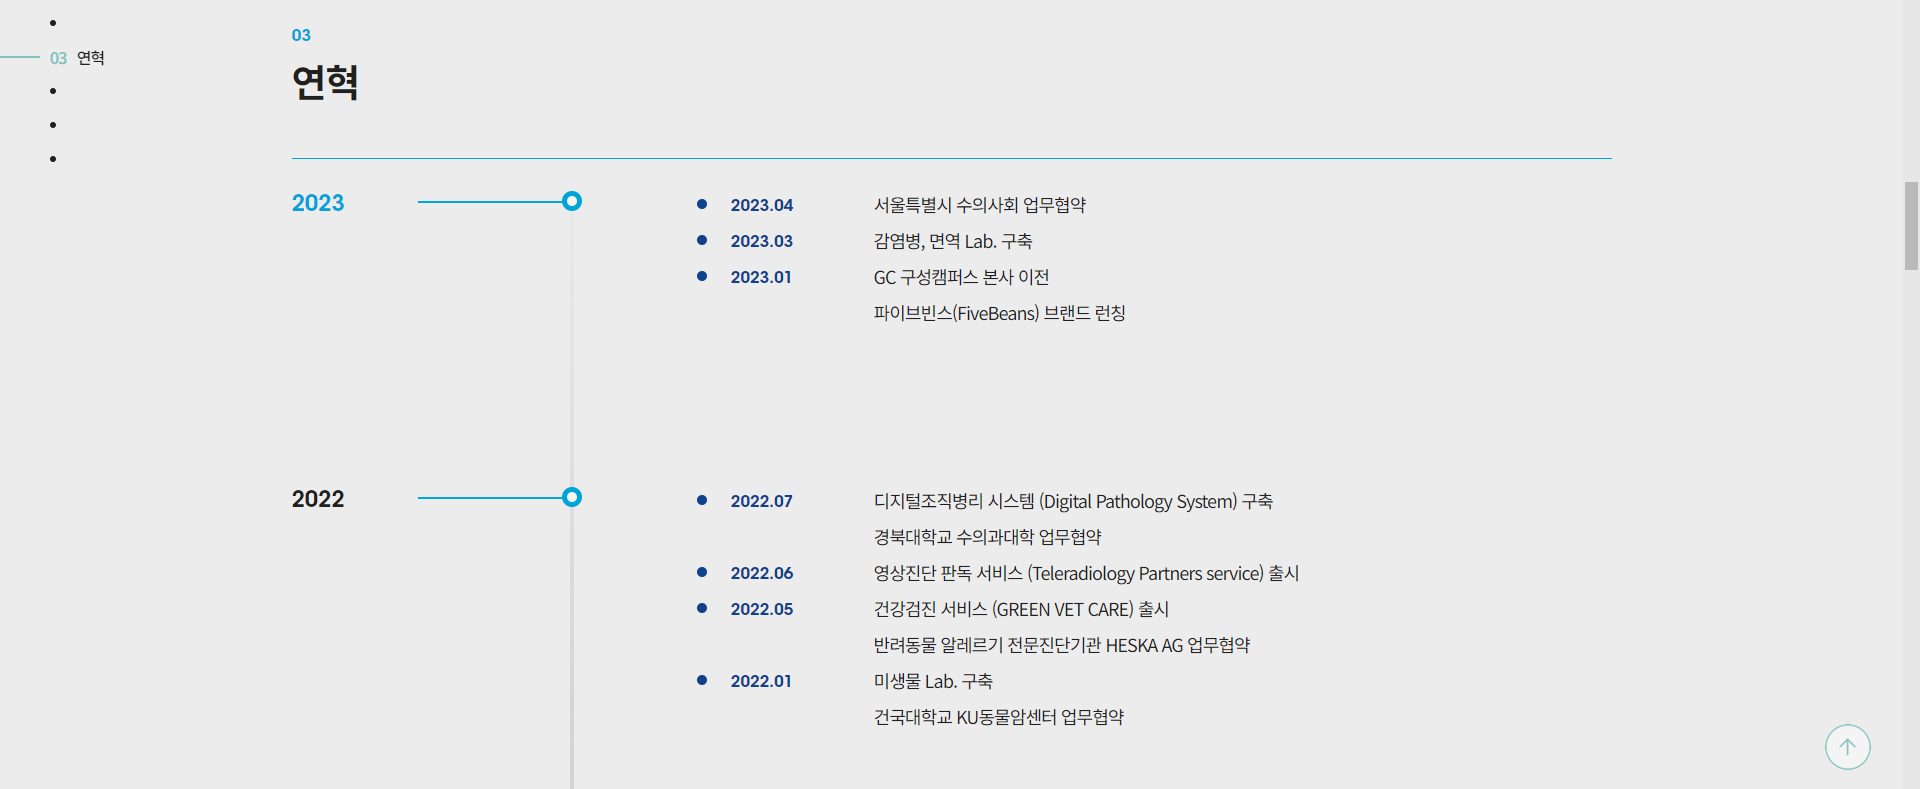 03 연혁
03
연혁
2023
2023.04 서울특별시 수의사회 업무협약
2023.03 감염병, 면역 Lab. 구축
2023.01 GC 구성캠퍼스 본사 이전
파이브빈스(FiveBeans) 브랜드 런칭
2022
2022.07 디지털조직병리 시스템 (Digital Pathology System) 구축
경북대학교 수의과대학 업무협약
2022.06 영상진단 판독 서비스 (Teleradiology Partners service) 출시
2022.05 건강검진 서비스 (GREEN VET CARE) 출시
반려동물 알레르기 전문진단기관 HESKA AG 업무협약
2022.01 미생물 Lab. 구축
건국대학교 KU동물암센터 업무협약